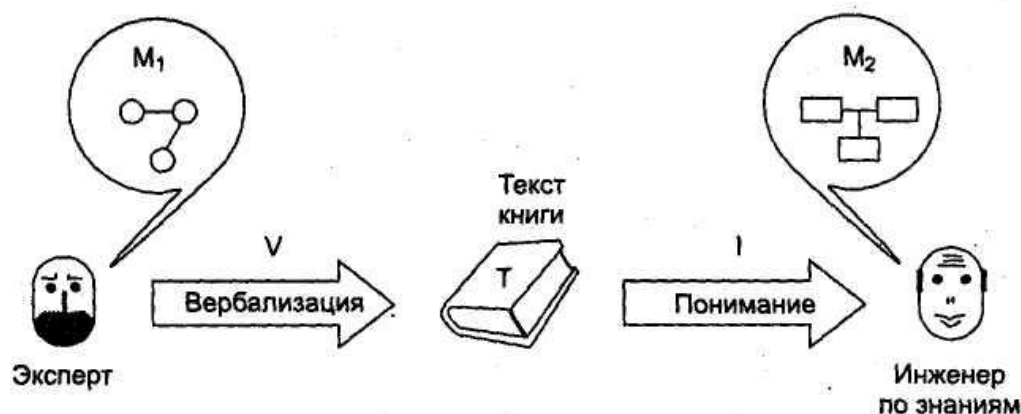 M₁
M₂
Текст
книги
V
T
I
Вербализация
Понимание
Эксперт
Инженер
по знаниям